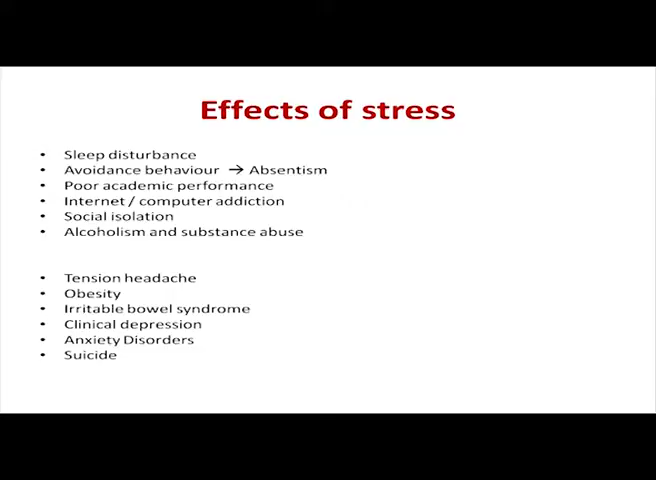 Effects of stress
• Sleep disturbance
• Avoidance behaviour → Absentism
• Poor academic performance
• Internet / computer addiction
• Social isolation
• Alcoholism and substance abuse
• Tension headache
• Obesity
• Irritable bowel syndrome
• Clinical depression
• Anxiety Disorders
• Suicide